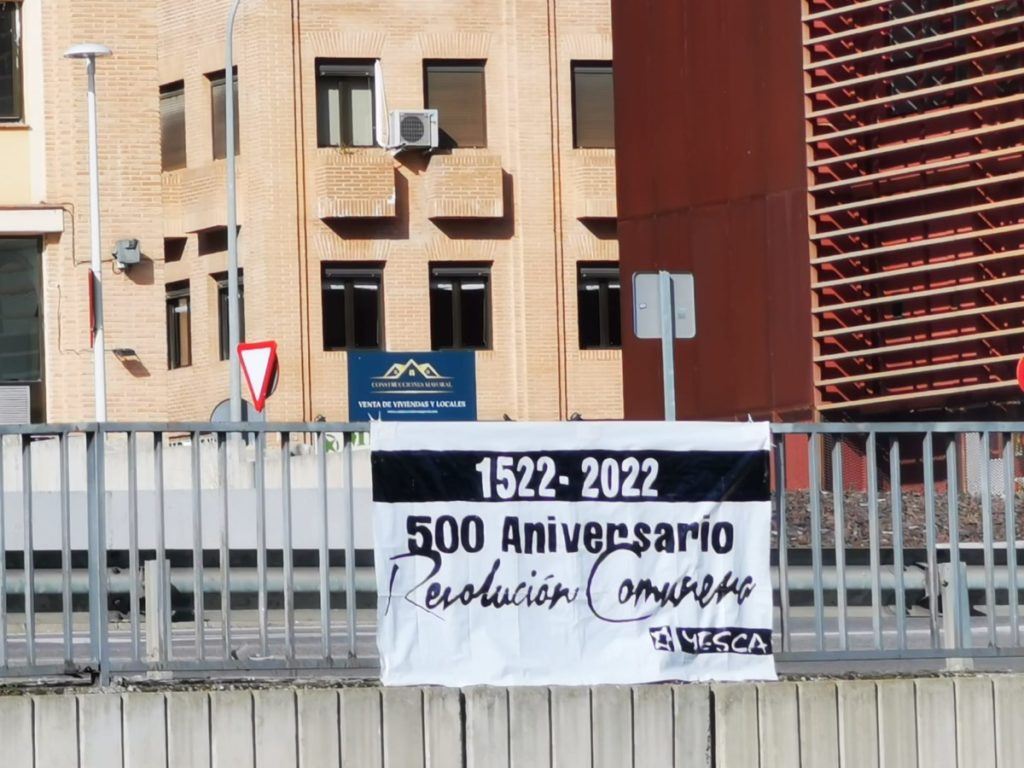 CONSTRUCCIONES MAYORAL
VENTA DE VIVIENDAS Y LOCALES
1522-2022
500 Aniversario
Revolución Comunera
YESCA